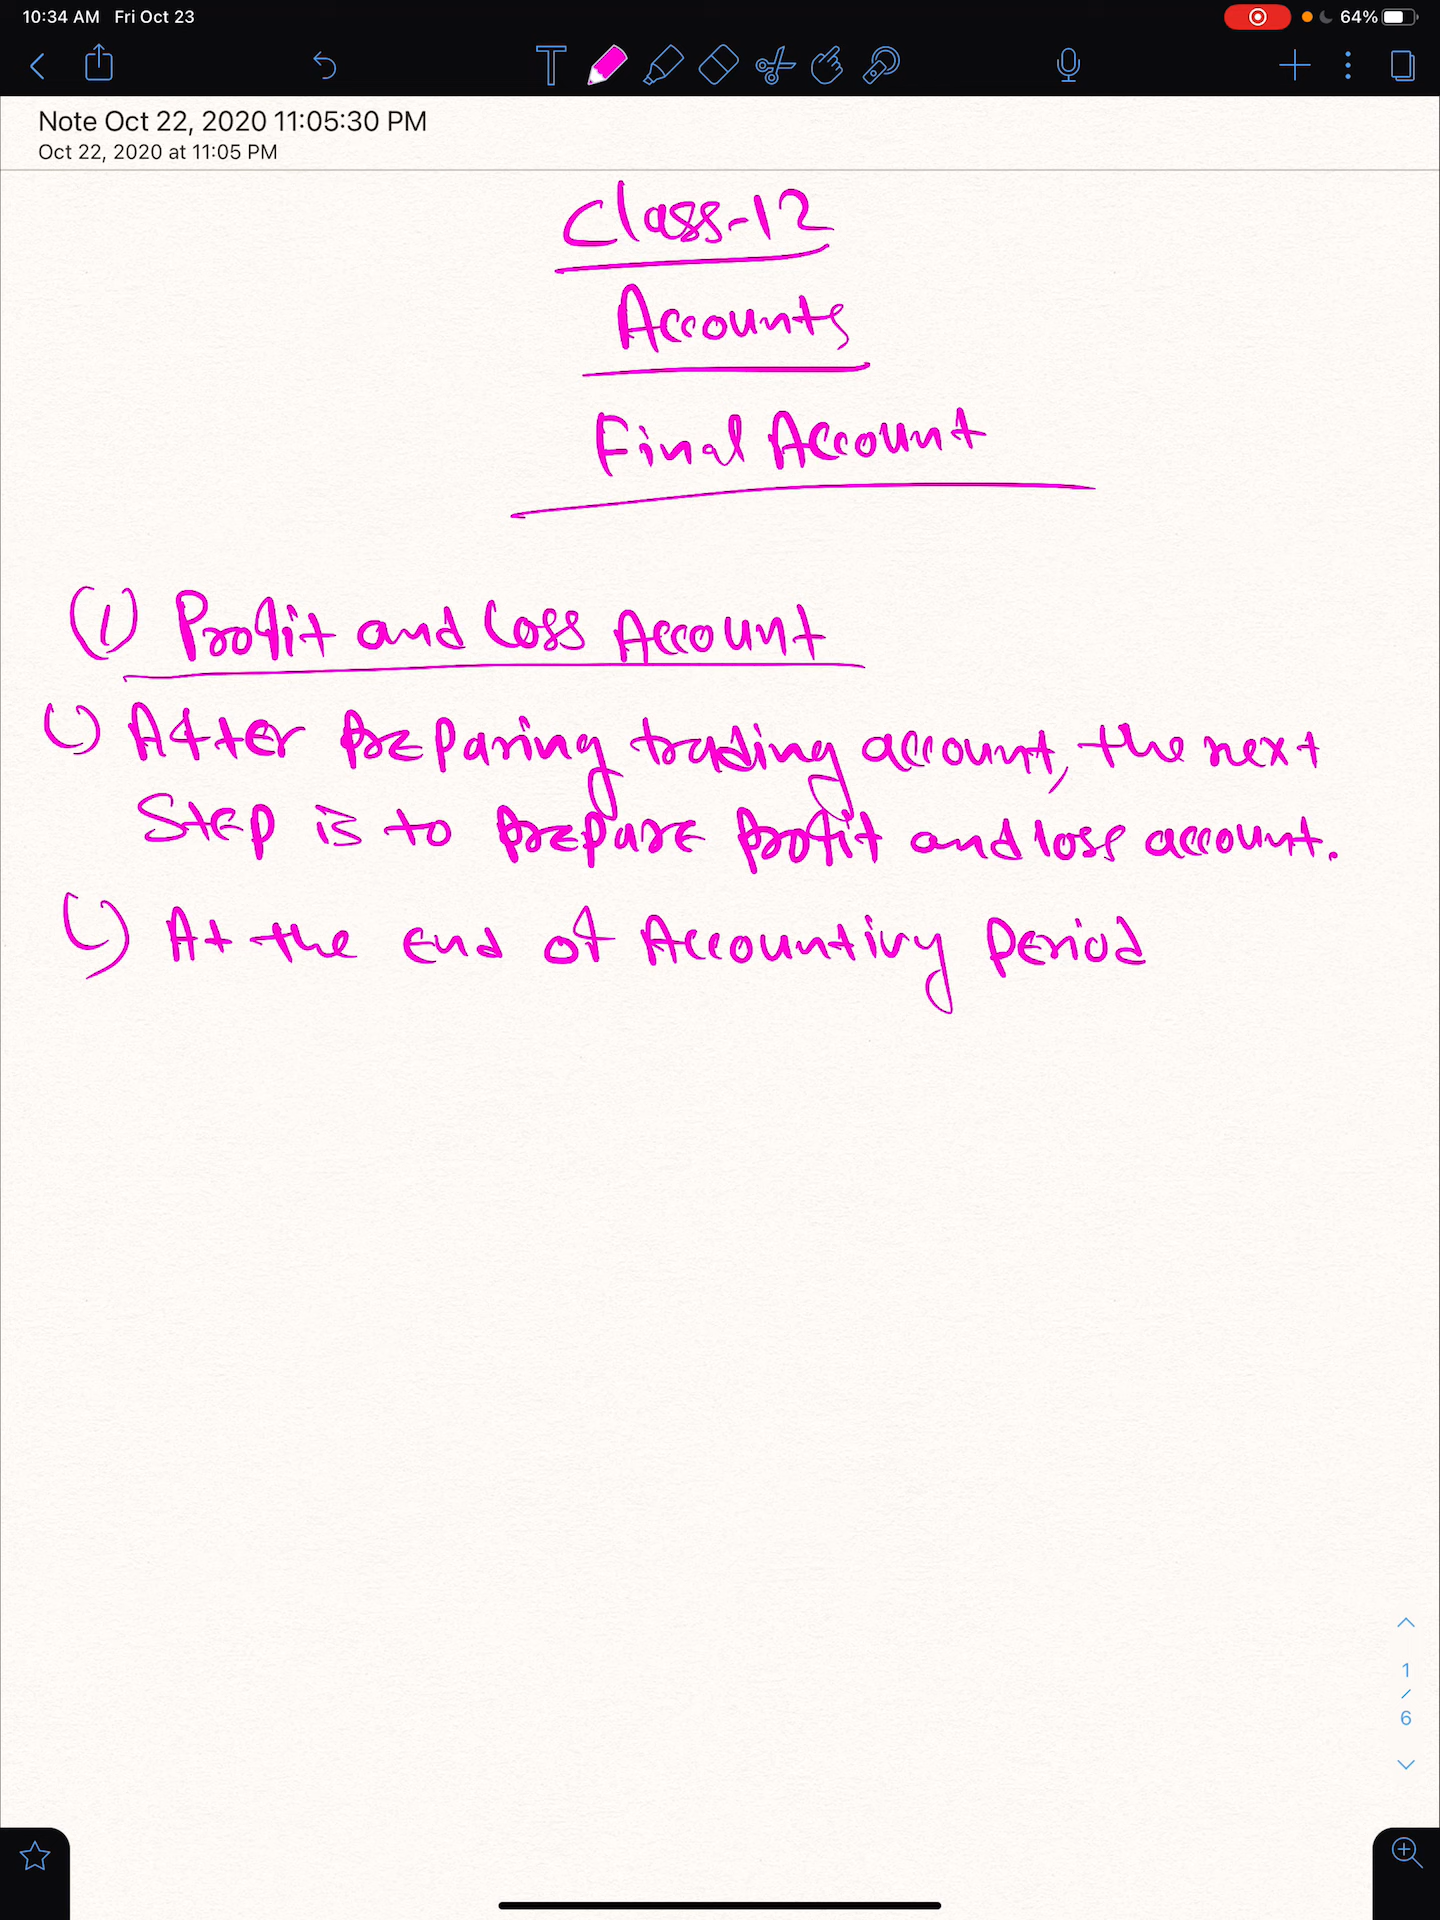 10:34 AM Fri Oct 23
64%
Note Oct 22, 2020 11:05:30 PM
Oct 22, 2020 at 11:05 PM
Class-12
Accounts
Final Account
(1) Profit and Loss Account
After preparing trading account, the next
Step is to prepare profit and loss account.
At the end of Accounting Period
1
/
6